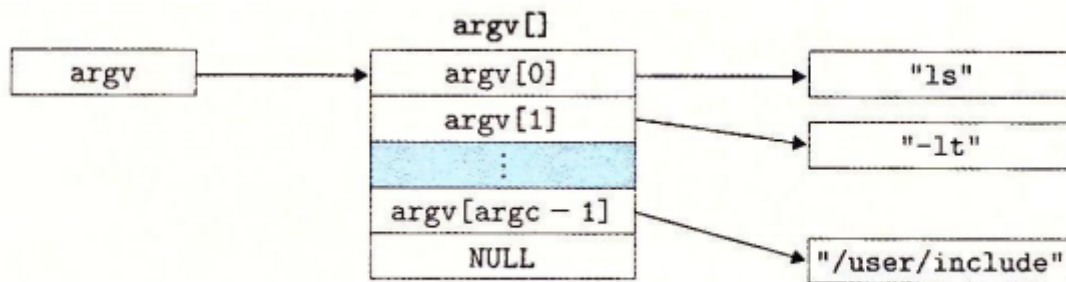 argv[]
argv
argv[0]
"ls"
argv[1]
"-lt"
⋮
argv[argc − 1]
NULL
"/user/include"